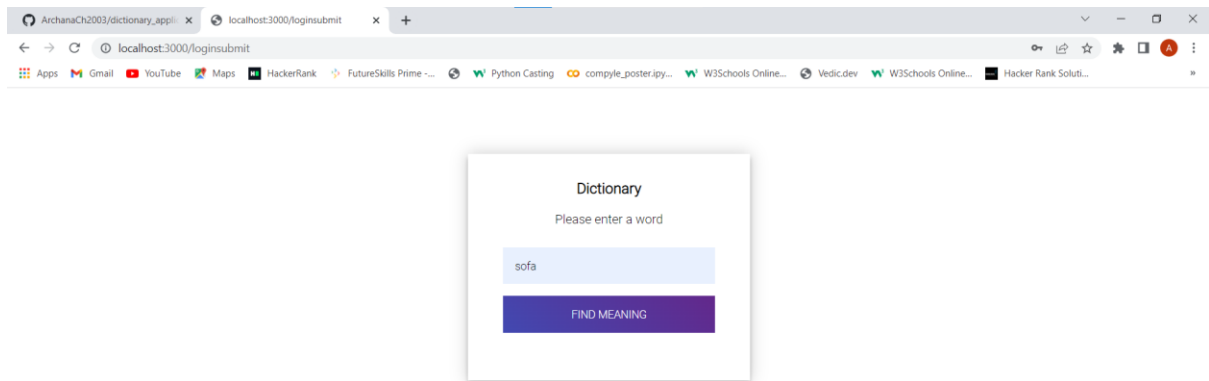 ArchanaCh2003/dictionary_applic
localhost:3000/loginsubmit
localhost:3000/loginsubmit
A
Apps Gmail YouTube Maps HackerRank FutureSkills Prime -... Python Casting compyle_poster.ipy... W3Schools Online... Vedic.dev W3Schools Online... Hacker Rank Soluti... »
Dictionary
Please enter a word
sofa
FIND MEANING